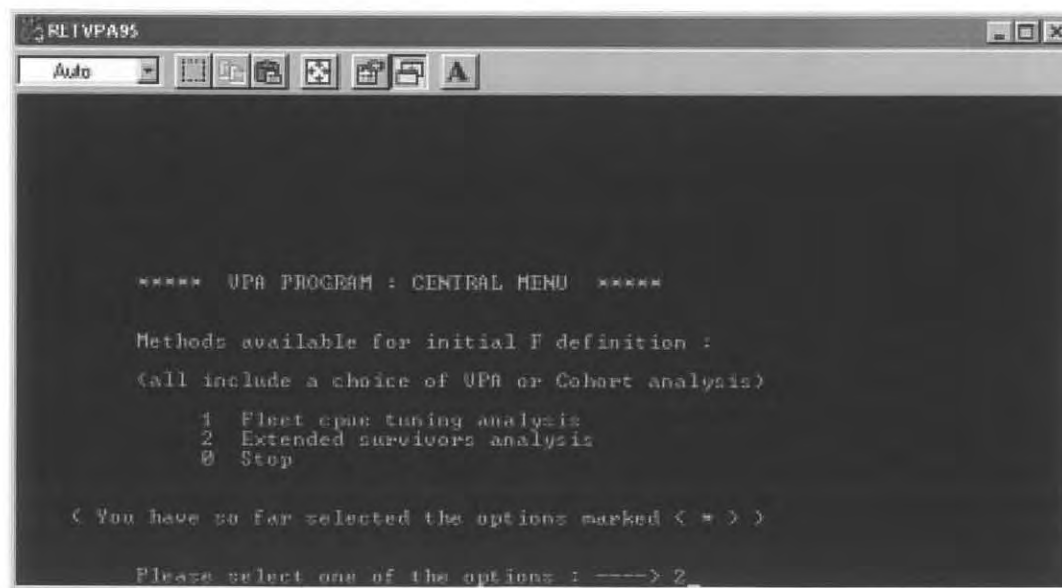 RETVPA95
Auto
A
***** VPA PROGRAM : CENTRAL MENU *****
Methods available for initial F definition :
(all include a choice of VPA or Cohort analysis)
1 Fleet cpue tuning analysis
2 Extended survivors analysis
0 Stop
( You have so far selected the options marked < * > )
Please select one of the options : ----> 2_